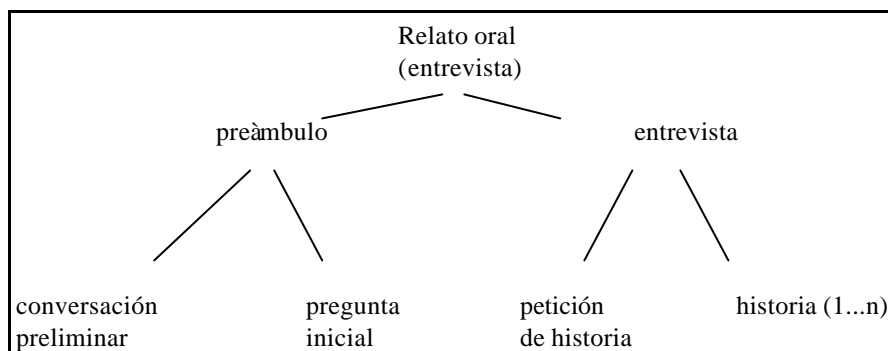 Relato oral
(entrevista)
preàmbulo
entrevista
conversación
preliminar
pregunta
inicial
petición
de historia
historia (1...n)